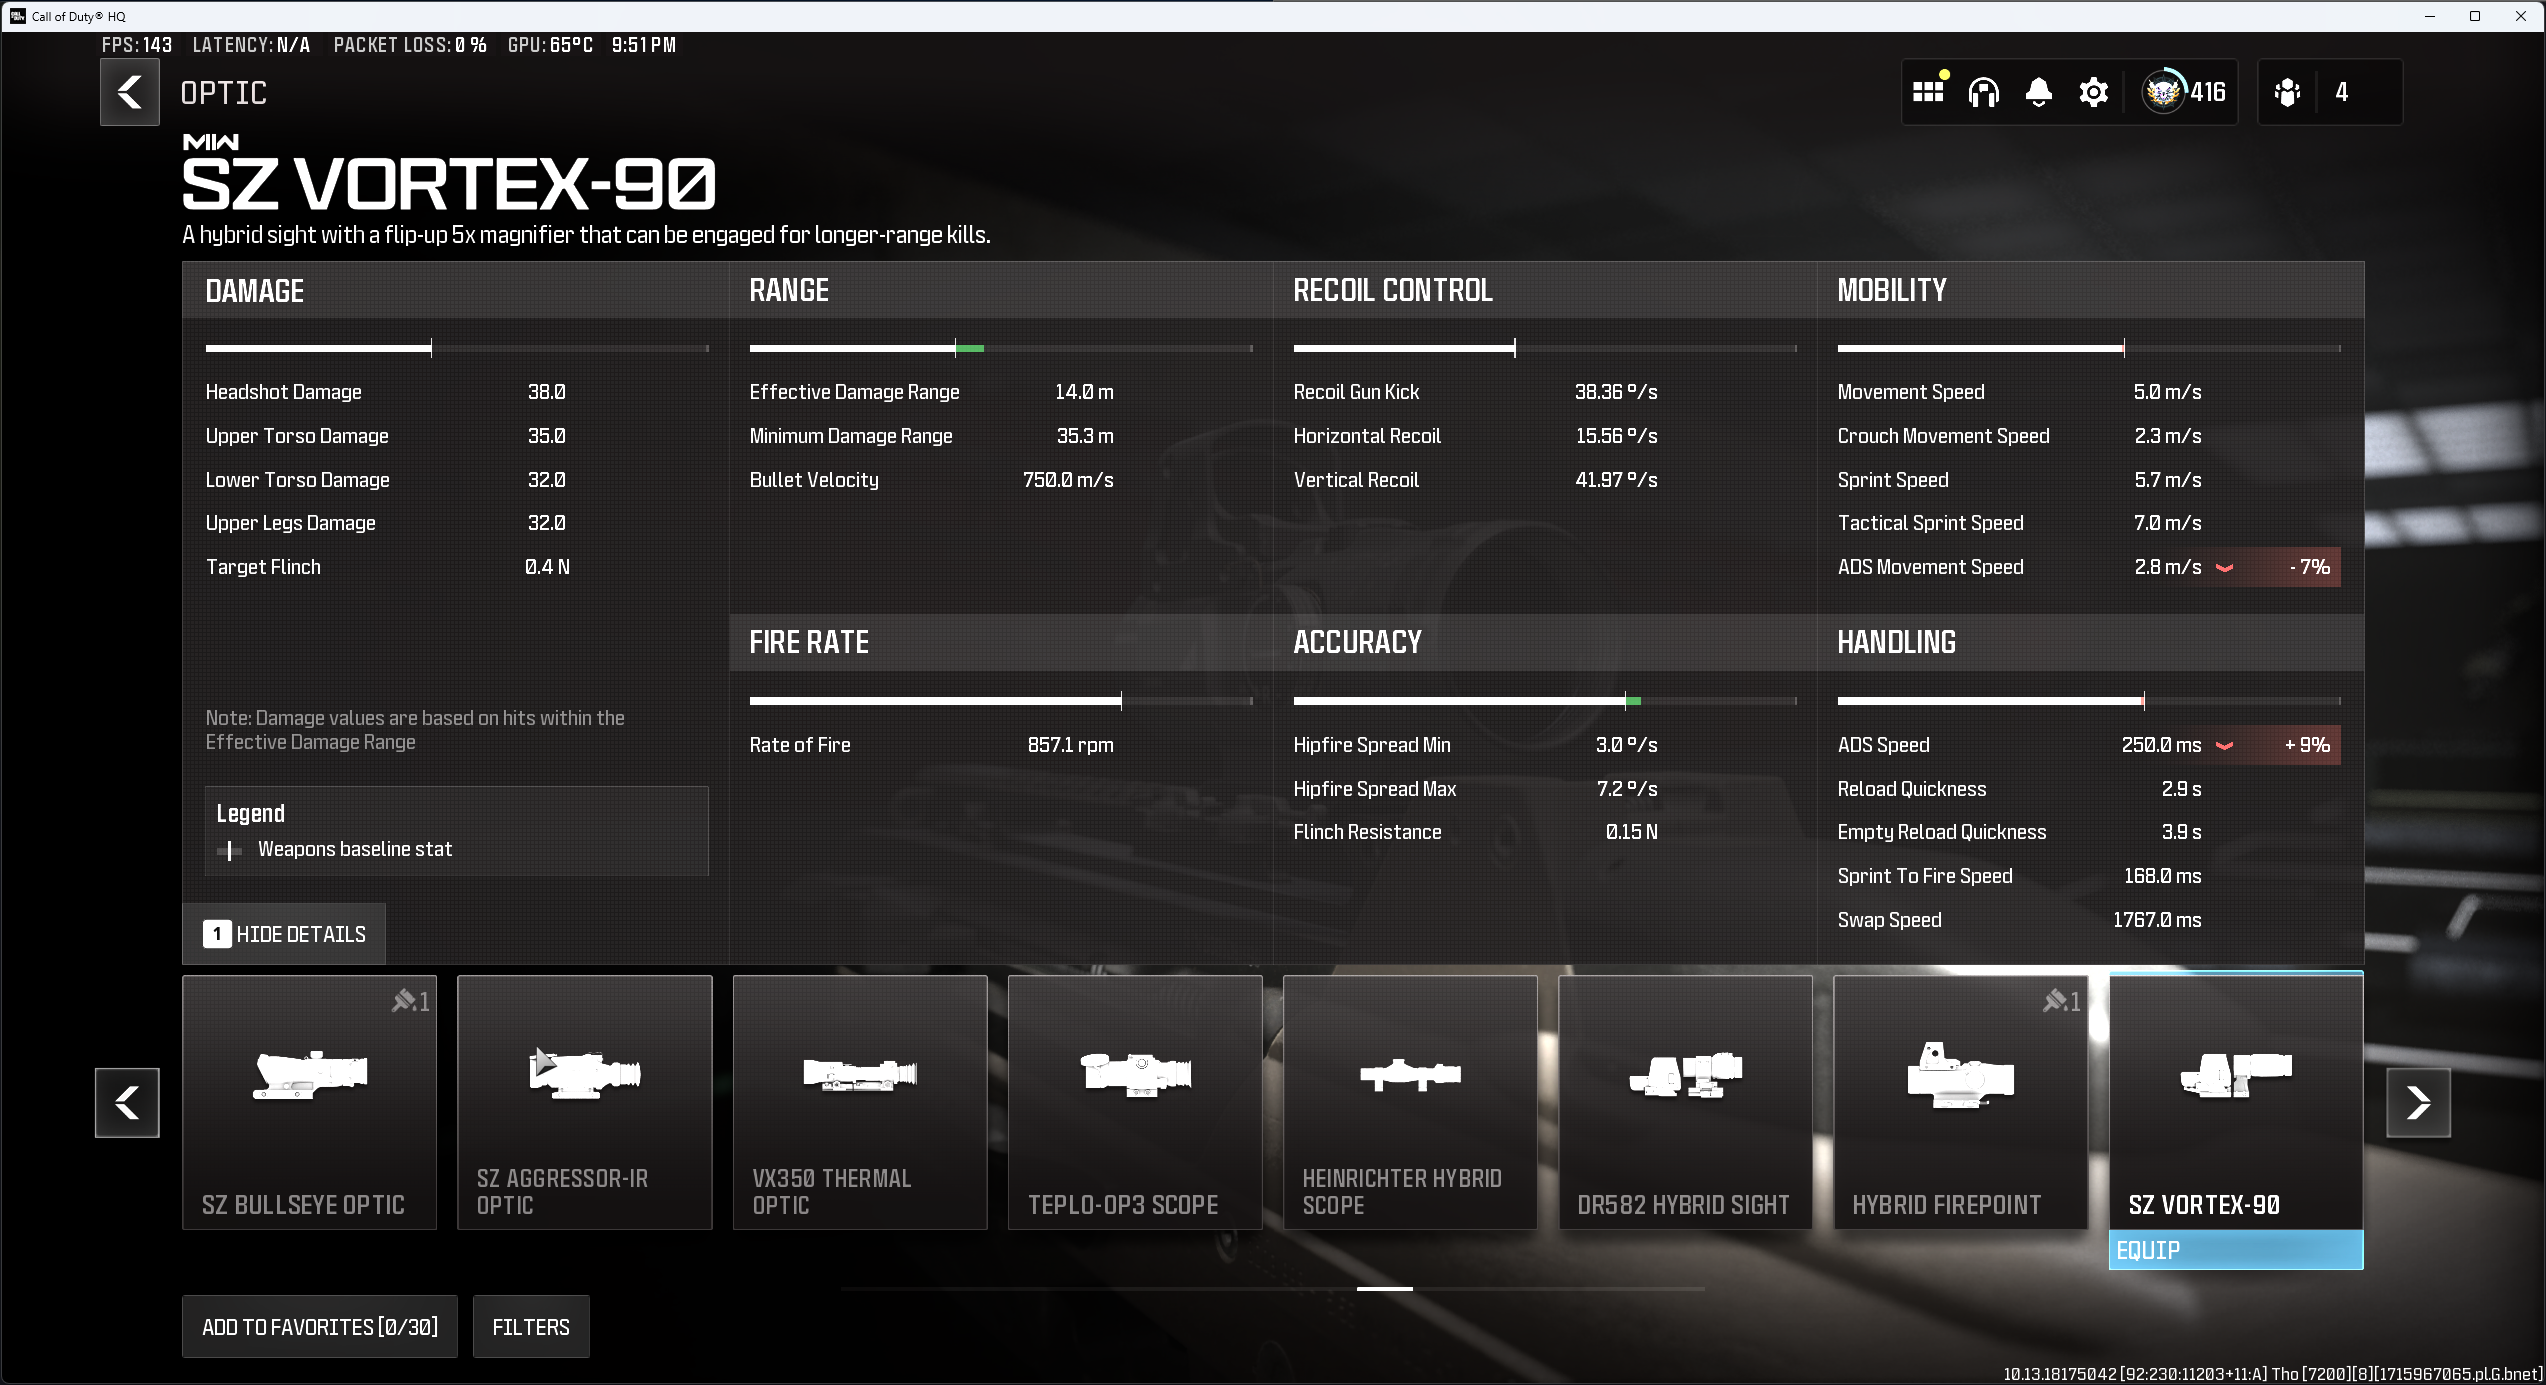 Call of Duty® HQ
FPS: 143 LATENCY: N/A PACKET LOSS: 0 % GPU: 65°C 9:51 PM
OPTIC
416
4
MW
SZ VORTEX-90
A hybrid sight with a flip-up 5x magnifier that can be engaged for longer-range kills.
DAMAGE
Headshot Damage 38.0
Upper Torso Damage 35.0
Lower Torso Damage 32.0
Upper Legs Damage 32.0
Target Flinch 0.4 N
Note: Damage values are based on hits within the
Effective Damage Range
Legend
Weapons baseline stat
1 HIDE DETAILS
RANGE
Effective Damage Range 14.0 m
Minimum Damage Range 35.3 m
Bullet Velocity 750.0 m/s
FIRE RATE
Rate of Fire 857.1 rpm
RECOIL CONTROL
Recoil Gun Kick 38.36 °/s
Horizontal Recoil 15.56 °/s
Vertical Recoil 41.97 °/s
ACCURACY
Hipfire Spread Min 3.0 °/s
Hipfire Spread Max 7.2 °/s
Flinch Resistance 0.15 N
MOBILITY
Movement Speed 5.0 m/s
Crouch Movement Speed 2.3 m/s
Sprint Speed 5.7 m/s
Tactical Sprint Speed 7.0 m/s
ADS Movement Speed 2.8 m/s - 7%
HANDLING
ADS Speed 250.0 ms + 9%
Reload Quickness 2.9 s
Empty Reload Quickness 3.9 s
Sprint To Fire Speed 168.0 ms
Swap Speed 1767.0 ms
1
SZ BULLSEYE OPTIC
SZ AGGRESSOR-IR
OPTIC
VX350 THERMAL
OPTIC
TEPLO-OP3 SCOPE
HEINRICHTER HYBRID
SCOPE
DR582 HYBRID SIGHT
1
HYBRID FIREPOINT
SZ VORTEX-90
EQUIP
ADD TO FAVORITES [0/30]
FILTERS
10.13.18175042 [92:230:11203+11:A] Tho [7200][8][1715967065.pl.G.bnet]